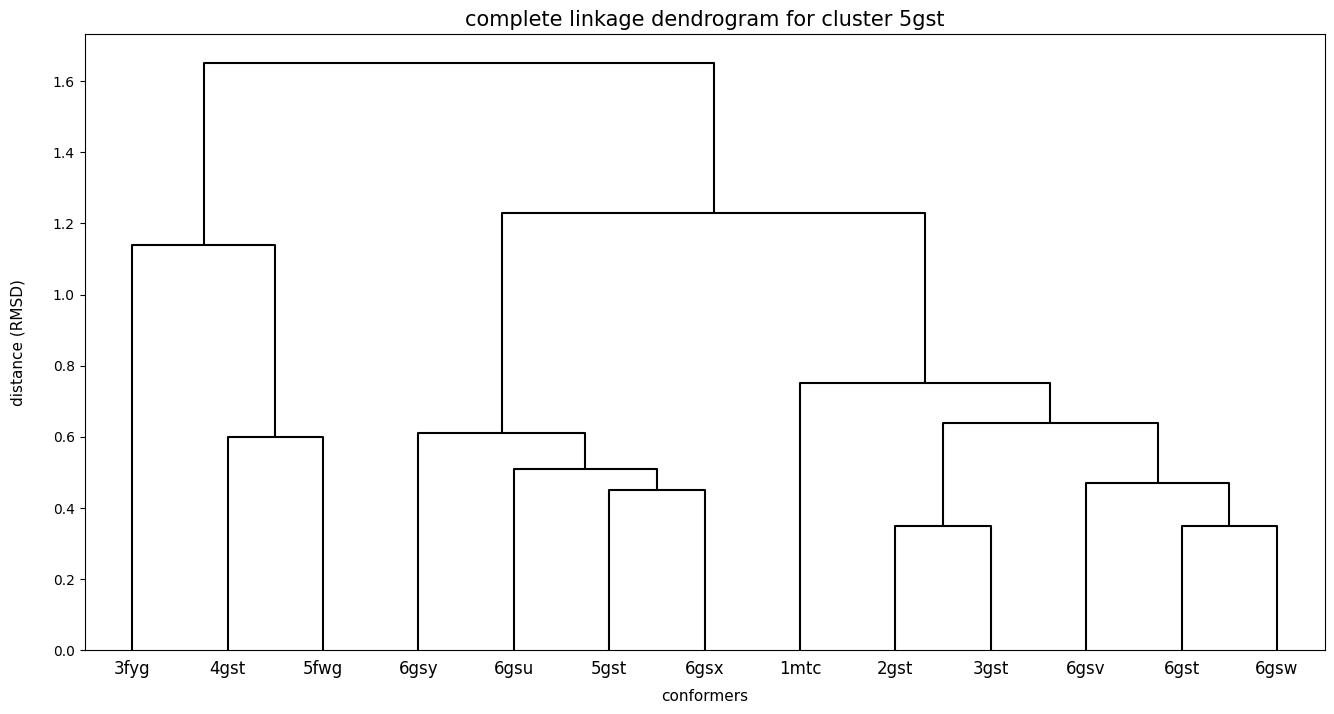 complete linkage dendrogram for cluster 5gst
distance (RMSD)
1.6
1.4
1.2
1.0
0.8
0.6
0.4
0.2
0.0
3fyg 4gst 5fwg 6gsy 6gsu 5gst 6gsx 1mtc 2gst 3gst 6gsv 6gst 6gsw
conformers